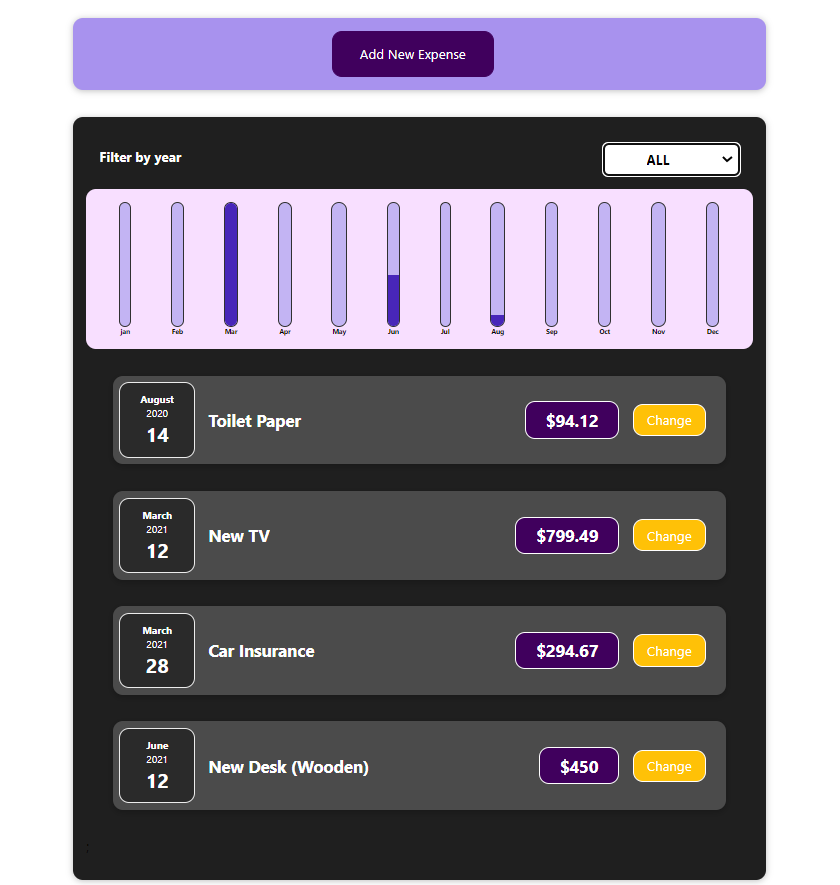 Add New Expense
Filter by year
ALL
jan Feb Mar Apr May Jun Jul Aug Sep Oct Nov Dec
August
2020
14
Toilet Paper
$94.12
Change
March
2021
12
New TV
$799.49
Change
March
2021
28
Car Insurance
$294.67
Change
June
2021
12
New Desk (Wooden)
$450
Change
;